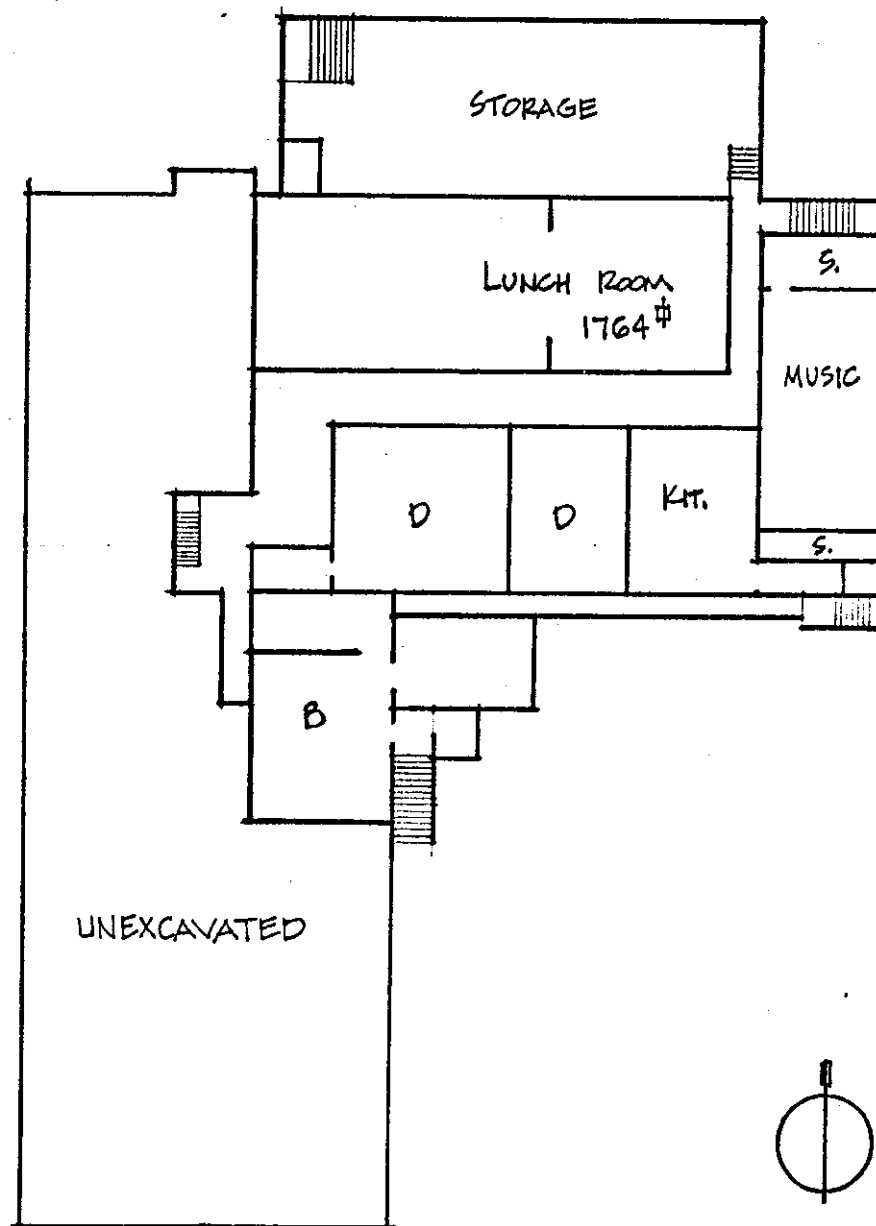 STORAGE
LUNCH ROOM
1764⌗
S.
MUSIC
D
D
KIT.
S.
B
UNEXCAVATED